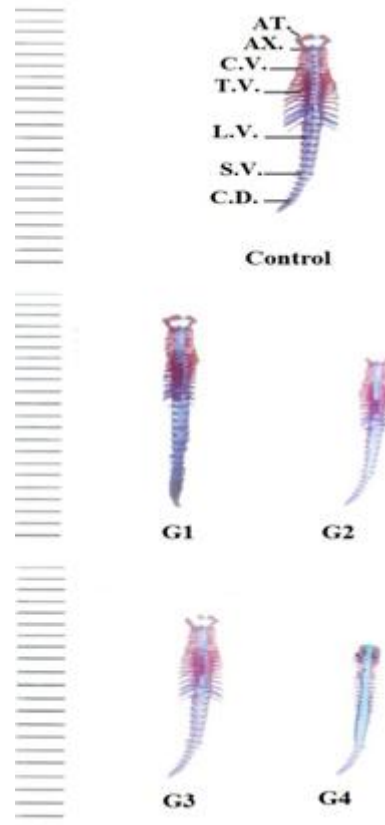 AT.
AX.
C.V.
T.V.
L.V.
S.V.
C.D.
Control
G1
G2
G3
G4